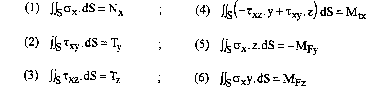 (1) ∬S σx.dS = Nx ; (4) ∬S(−τxz.y + τxy.z) dS = Mtx
(2) ∬S τxy.dS = Ty ; (5) ∬S σx.z.dS = −MFy
(3) ∬S τxz.dS = Tz ; (6) ∬S σxy.dS = MFz